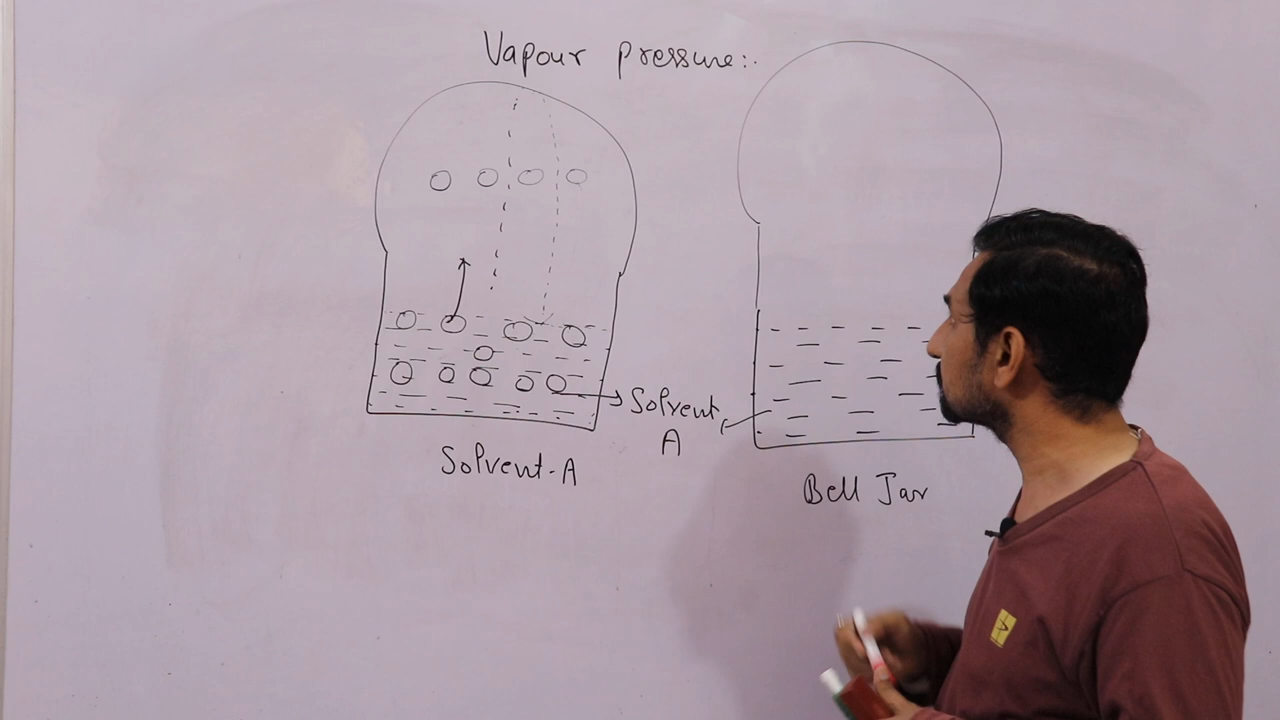 Vapour pressure:.
Solvent
A
Solvent-A
Bell Jar